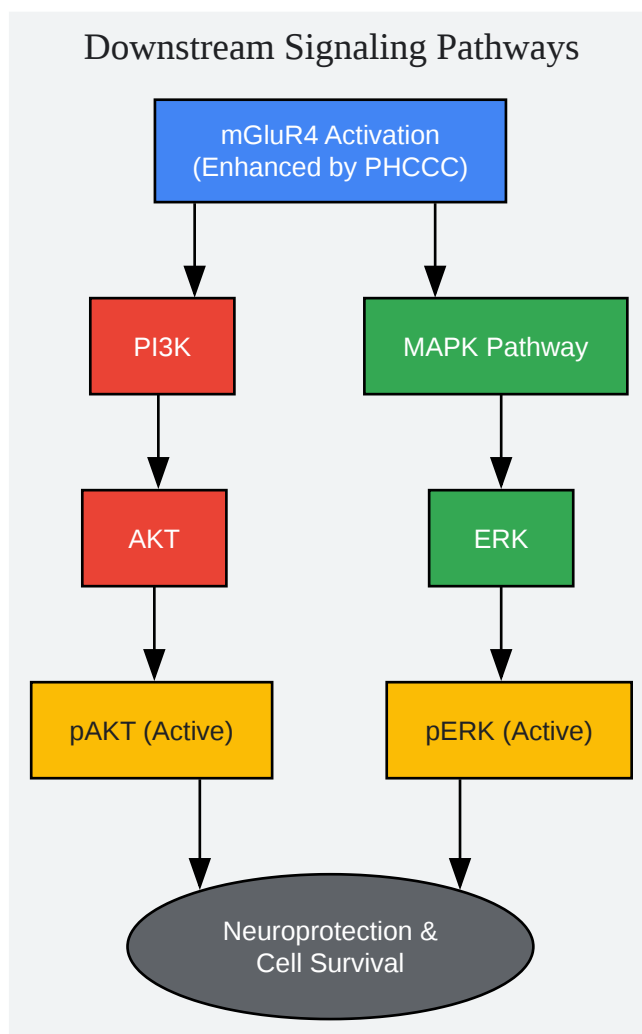 Downstream Signaling Pathways
mGluR4 Activation
(Enhanced by PHCCC)
PI3K
MAPK Pathway
AKT
ERK
pAKT (Active)
pERK (Active)
Neuroprotection &
Cell Survival